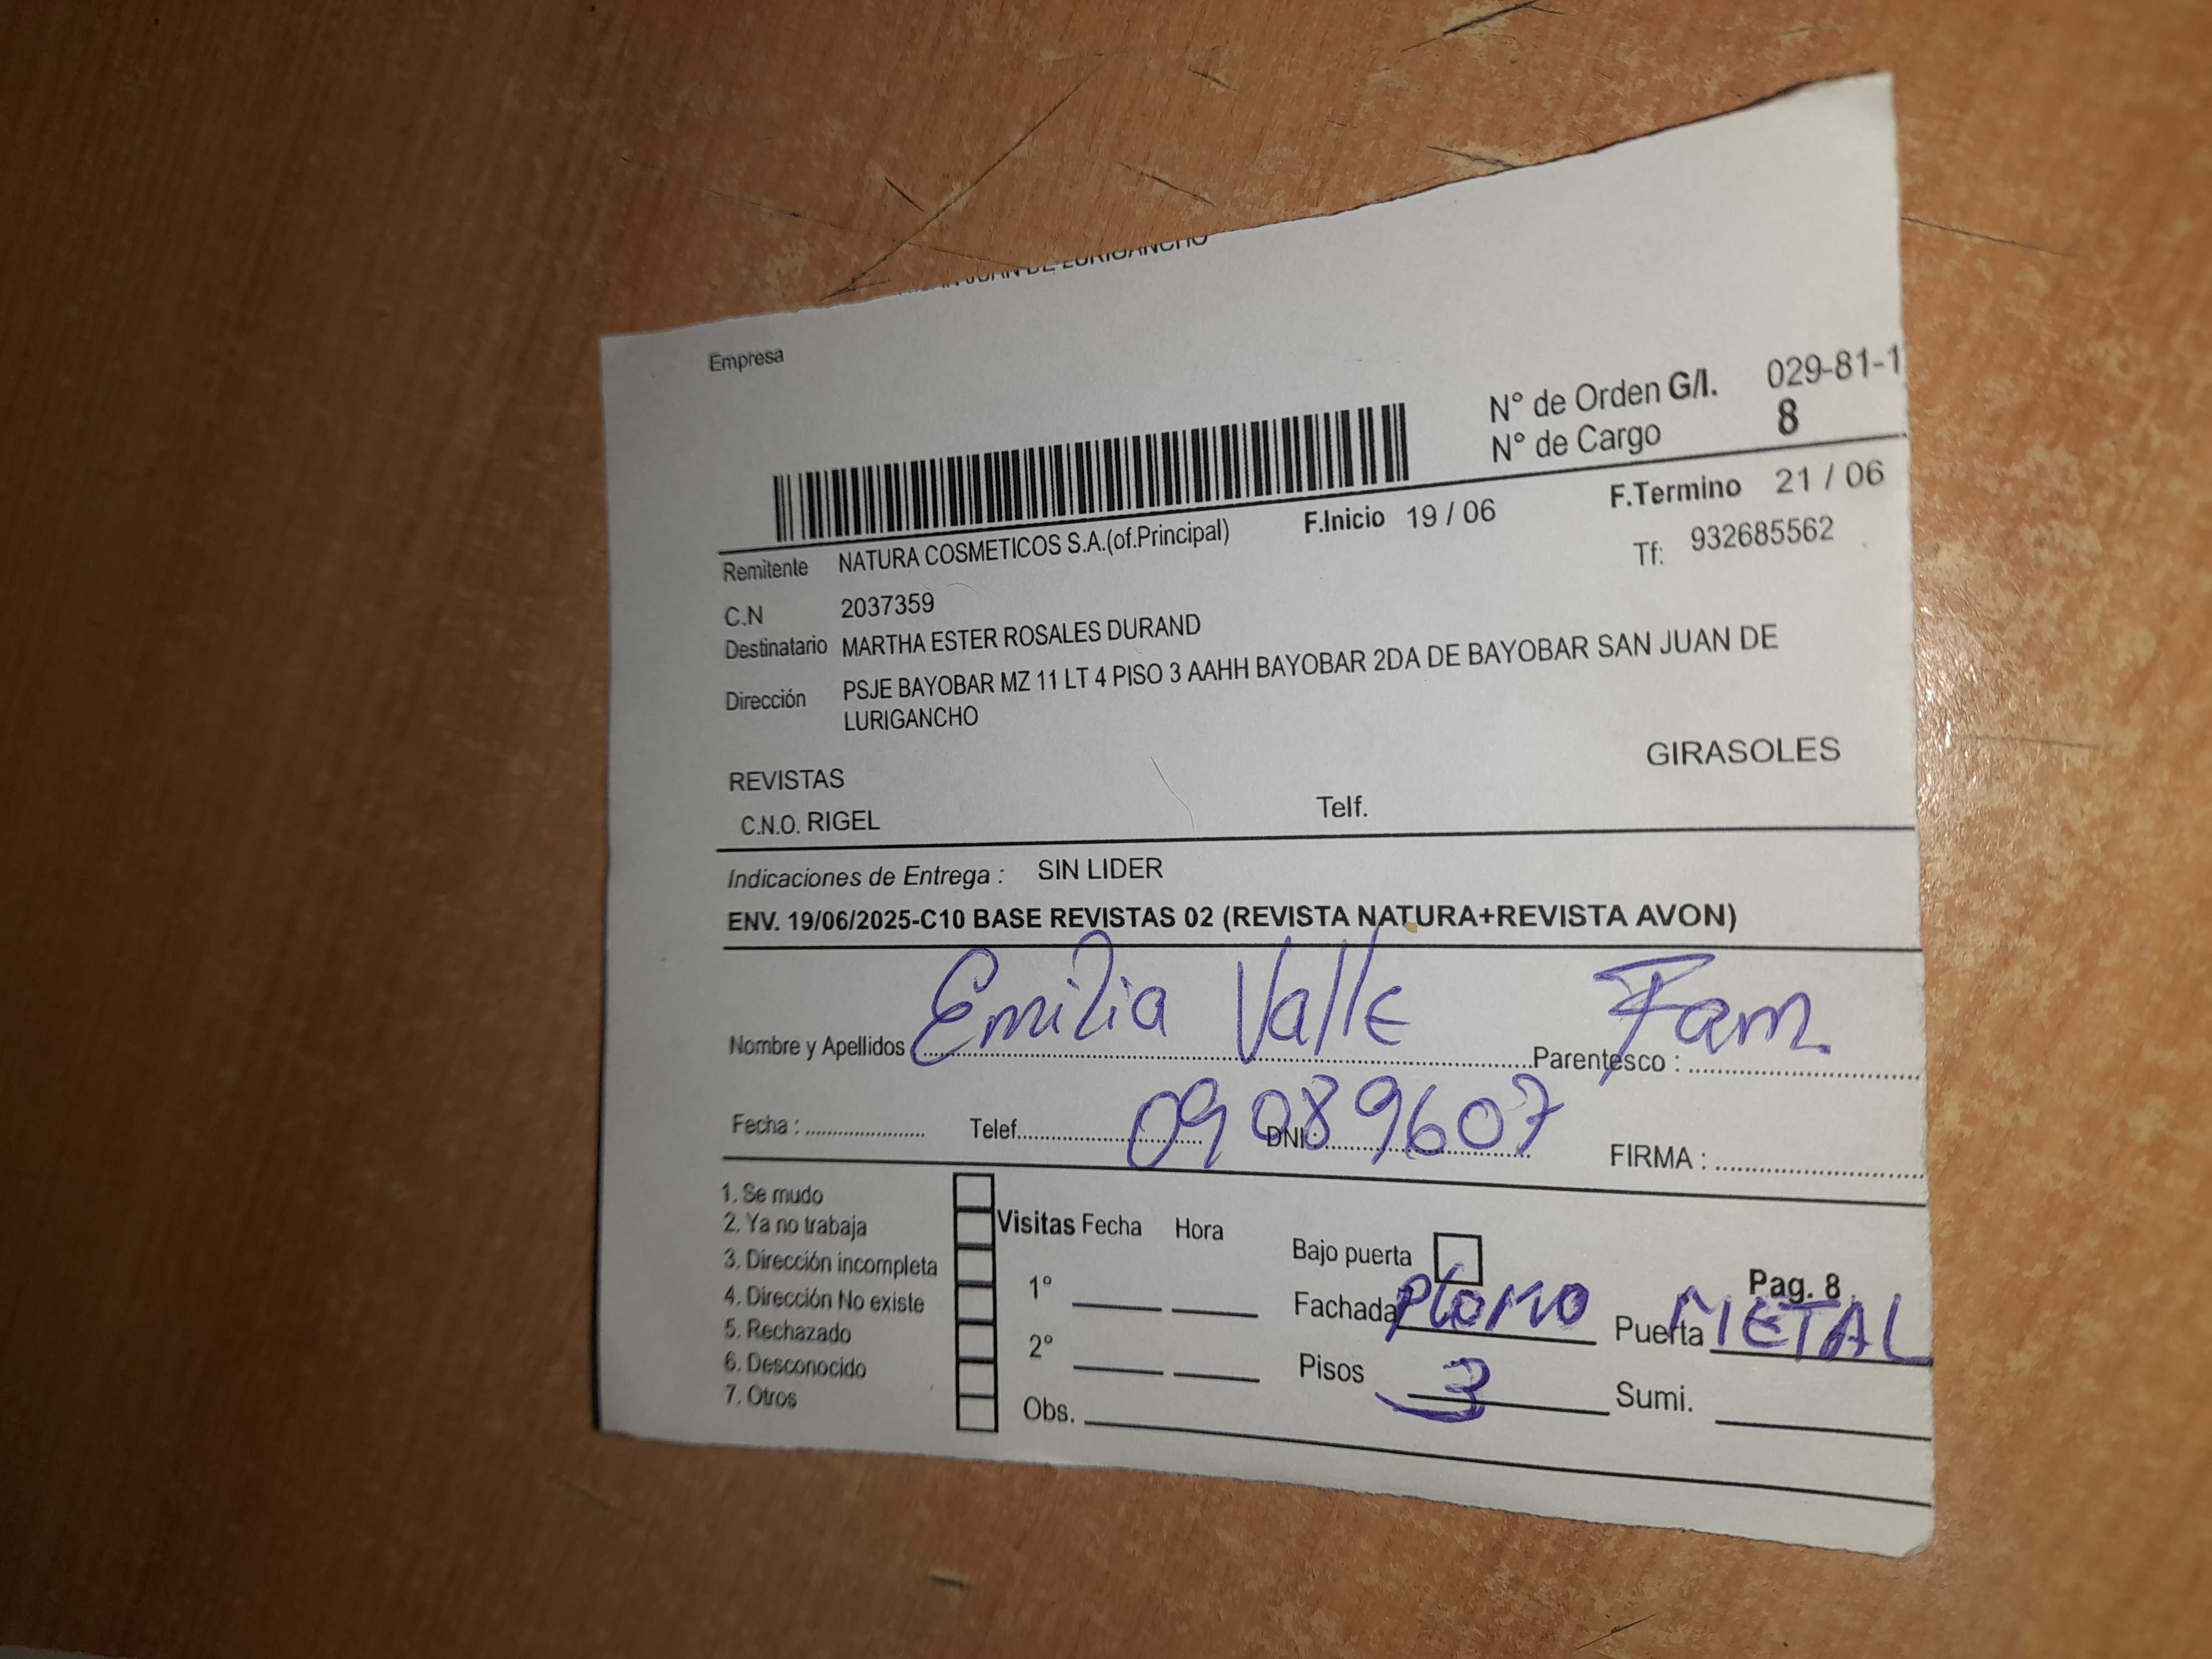 JUAN DE LURIGANCHO
Empresa
N° de Orden G/I. 029-81-1
N° de Cargo 8
F.Inicio 19 / 06 F.Termino 21 / 06
Remitente NATURA COSMETICOS S.A.(of.Principal) Tf: 932685562
C.N 2037359
Destinatario MARTHA ESTER ROSALES DURAND
Dirección PSJE BAYOBAR MZ 11 LT 4 PISO 3 AAHH BAYOBAR 2DA DE BAYOBAR SAN JUAN DE
LURIGANCHO
GIRASOLES
REVISTAS
C.N.O. RIGEL Telf.
Indicaciones de Entrega : SIN LIDER
ENV. 19/06/2025-C10 BASE REVISTAS 02 (REVISTA NATURA+REVISTA AVON)
Nombre y Apellidos Emilia Valle Parentesco : Fam.
Fecha : Telef. DNI: 09089607 FIRMA :
1. Se mudo
2. Ya no trabaja
3. Dirección incompleta
4. Dirección No existe
5. Rechazado
6. Desconocido
7. Otros
Visitas Fecha Hora
1°
2°
Obs.
Bajo puerta Pag. 8
Fachada PLOMO Puerta METAL
Pisos 3 Sumi.